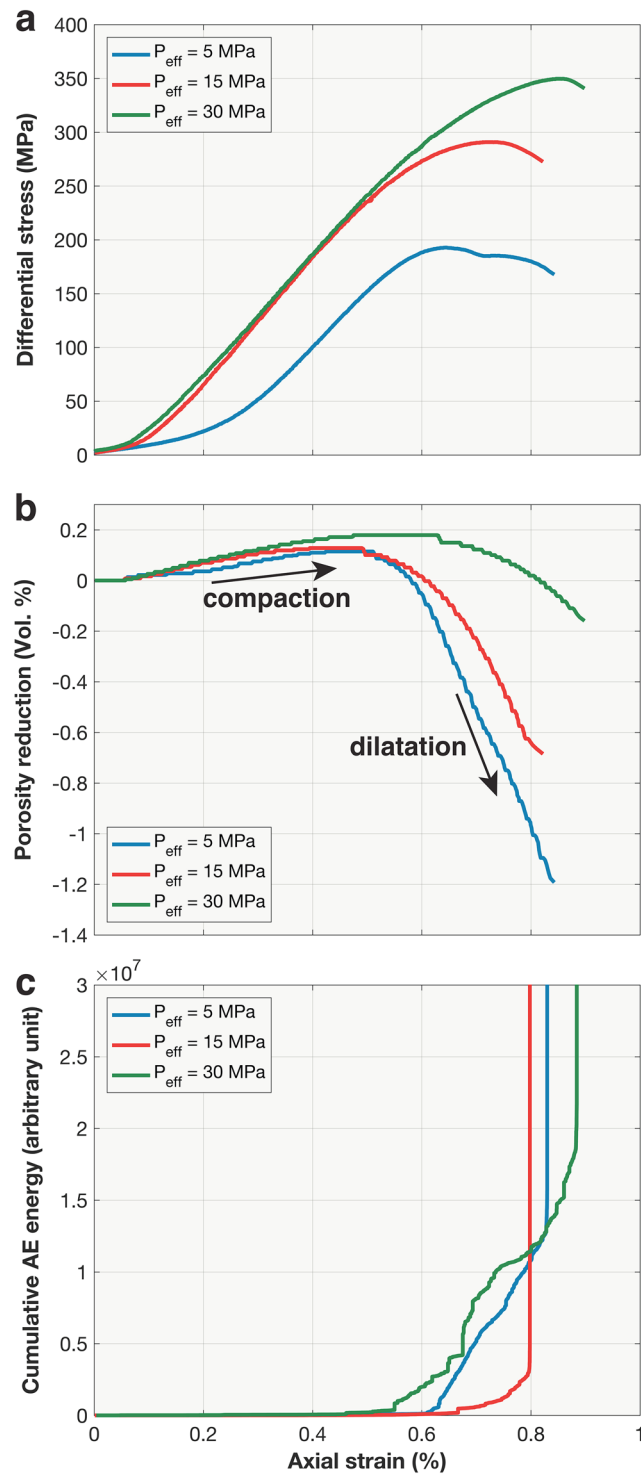 a
400
350
300
250
200
150
100
50
0
Differential stress (MPa)
P_eff = 5 MPa
P_eff = 15 MPa
P_eff = 30 MPa
b
0.2
0
-0.2
-0.4
-0.6
-0.8
-1
-1.2
-1.4
Porosity reduction (Vol. %)
compaction
dilatation
P_eff = 5 MPa
P_eff = 15 MPa
P_eff = 30 MPa
c
×10^7
3
2.5
2
1.5
1
0.5
0
Cumulative AE energy (arbitrary unit)
P_eff = 5 MPa
P_eff = 15 MPa
P_eff = 30 MPa
0 0.2 0.4 0.6 0.8 1
Axial strain (%)